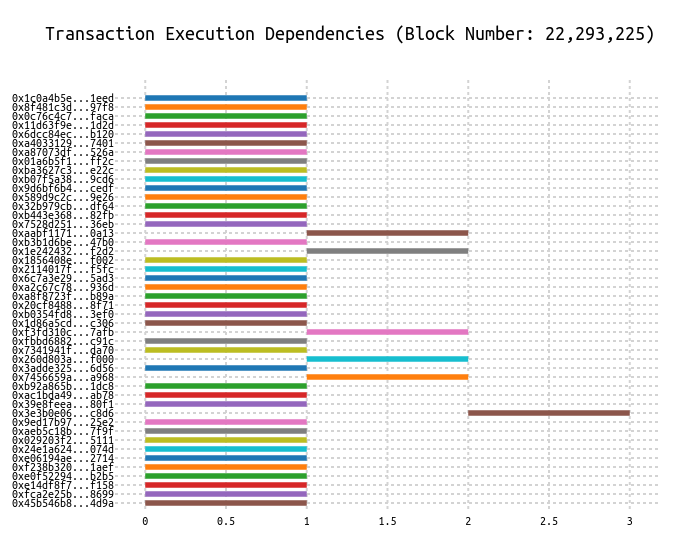 Transaction Execution Dependencies (Block Number: 22,293,225)
0x1c0a4b5e...1eed
0x8f481c3d...97f8
0x0c76c4c7...faca
0x11d63f9e...1d2d
0x6dcc84ec...b120
0xa4033129...7401
0xa87073df...526a
0x01a6b5f1...ff2c
0xba3627c3...e22c
0xb07f5a38...9cd6
0x9d6bf6b4...cedf
0x589d9c2c...9e26
0x32b979cb...df64
0xb443e368...82fb
0x7528d251...36eb
0xaabf1171...0a13
0xb3b1d6be...47b0
0x1e242432...f2d2
0x1856408e...f002
0x2114017f...f5fc
0x6c7a3e29...5ad3
0xa2c67c78...936d
0xa8f8723f...b89a
0x20cf8488...8f71
0xb0354fd8...3ef0
0x1d86a5cd...c306
0xf3fd310c...7afb
0xfbbd6882...c91c
0x7341941f...da70
0x260d803a...f000
0x3adde325...6d56
0x7456659a...a968
0xb92a865b...1dc8
0xac1bda49...ab78
0x39e8feea...80f1
0x3e3b0e06...c8d6
0x9ed17b97...25e2
0xaeb5c18b...7f9f
0x029203f2...5111
0x24e1a624...074d
0xe06194ae...2714
0xf238b320...1aef
0xe0f52294...b2b5
0xe14df8f7...f158
0xfca2e25b...8699
0x45b546b8...4d9a
0 0.5 1 1.5 2 2.5 3